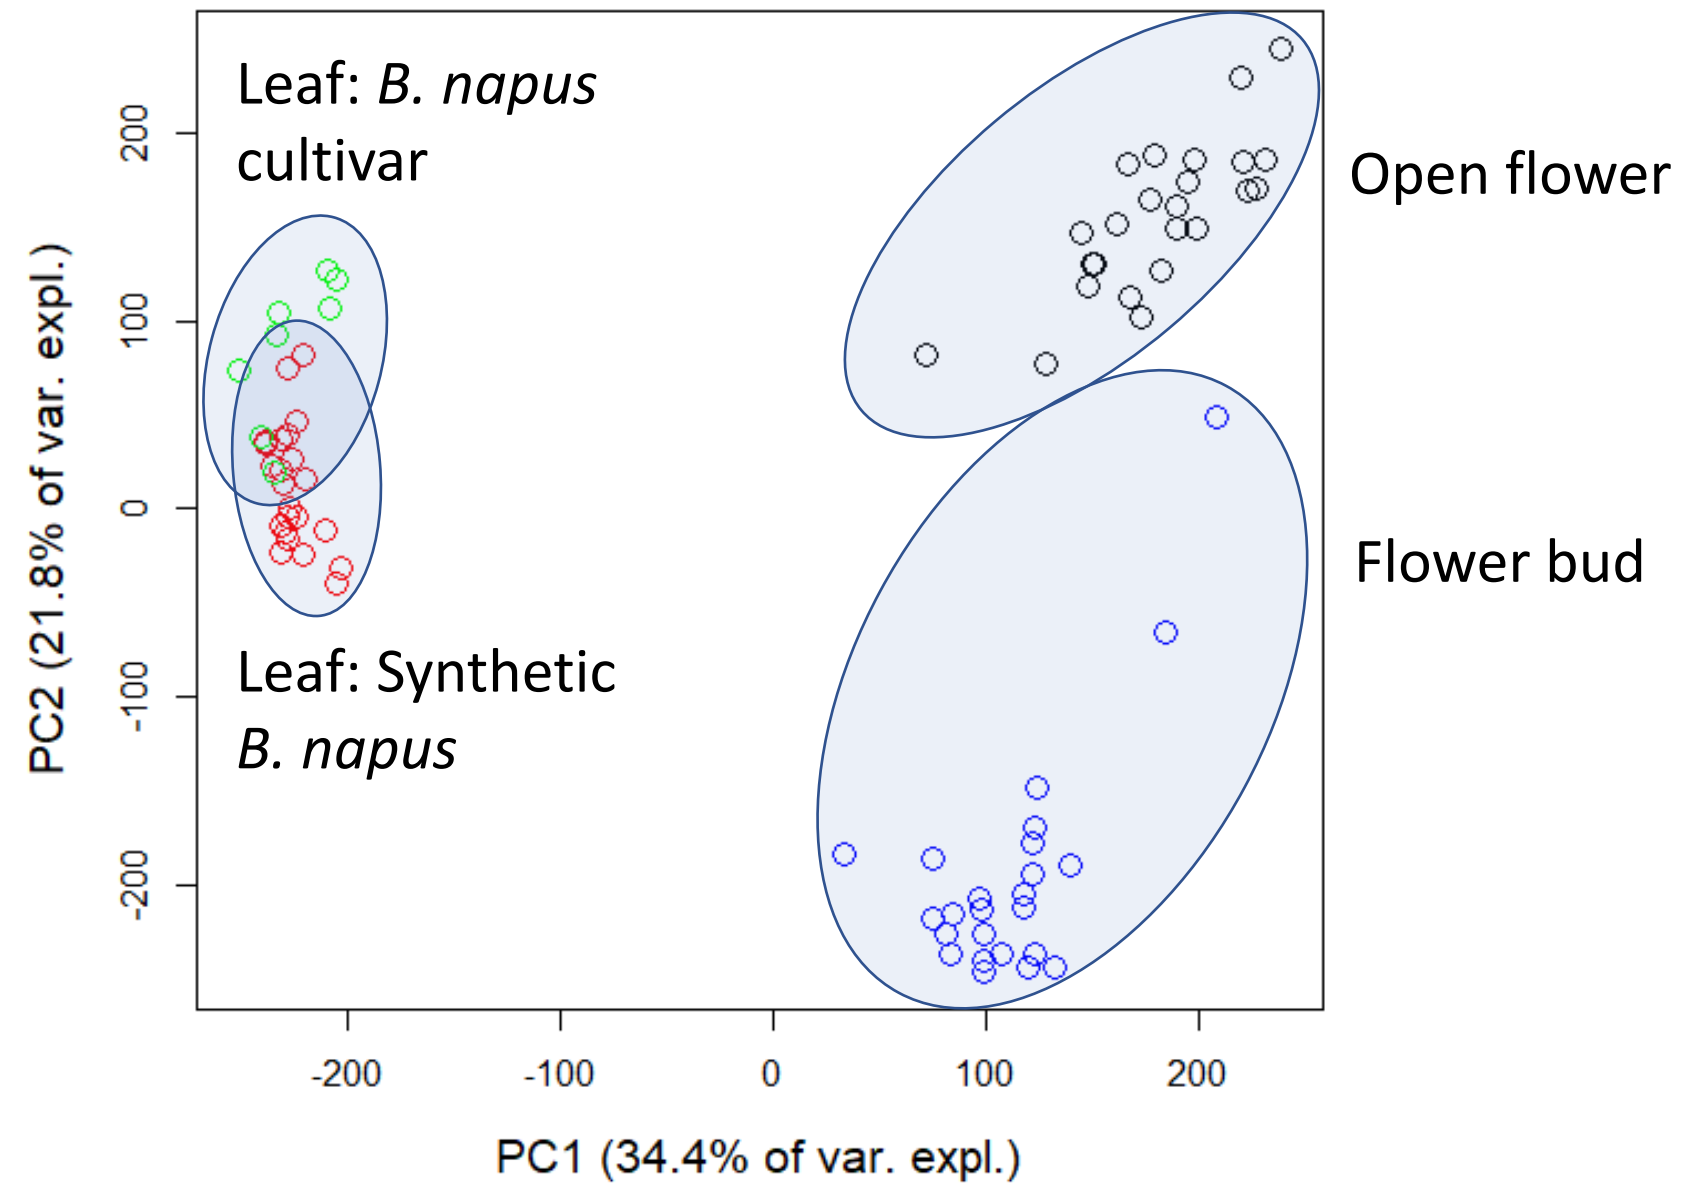 Leaf: B. napus
cultivar
Open flower
Flower bud
Leaf: Synthetic
B. napus
PC2 (21.8% of var. expl.)
200
100
0
-100
-200
-200
-100
0
100
200
PC1 (34.4% of var. expl.)